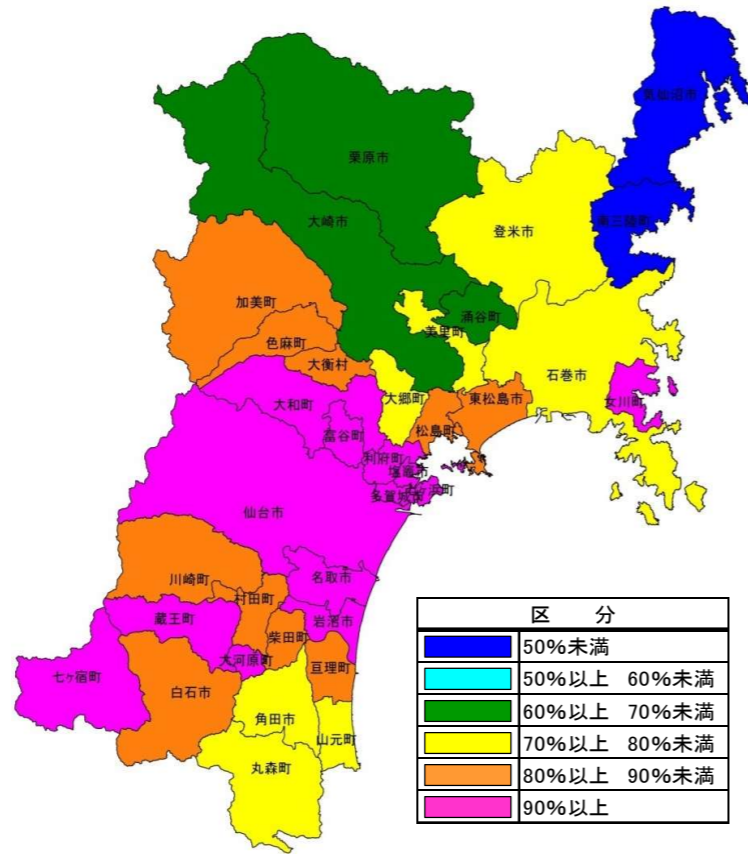 気仙沼市
栗原市
南三陸町
大崎市
登米市
加美町
涌谷町
美里町
色麻町
大衡村
石巻市
大郷町
東松島市
女川町
大和町
松島町
富谷町
利府町
塩竈市
七ヶ浜町
多賀城市
仙台市
名取市
川崎町
村田町
蔵王町
岩沼市
柴田町
大河原町
亘理町
七ヶ宿町
白石市
角田市
山元町
丸森町
区 分
50%未満
50%以上 60%未満
60%以上 70%未満
70%以上 80%未満
80%以上 90%未満
90%以上